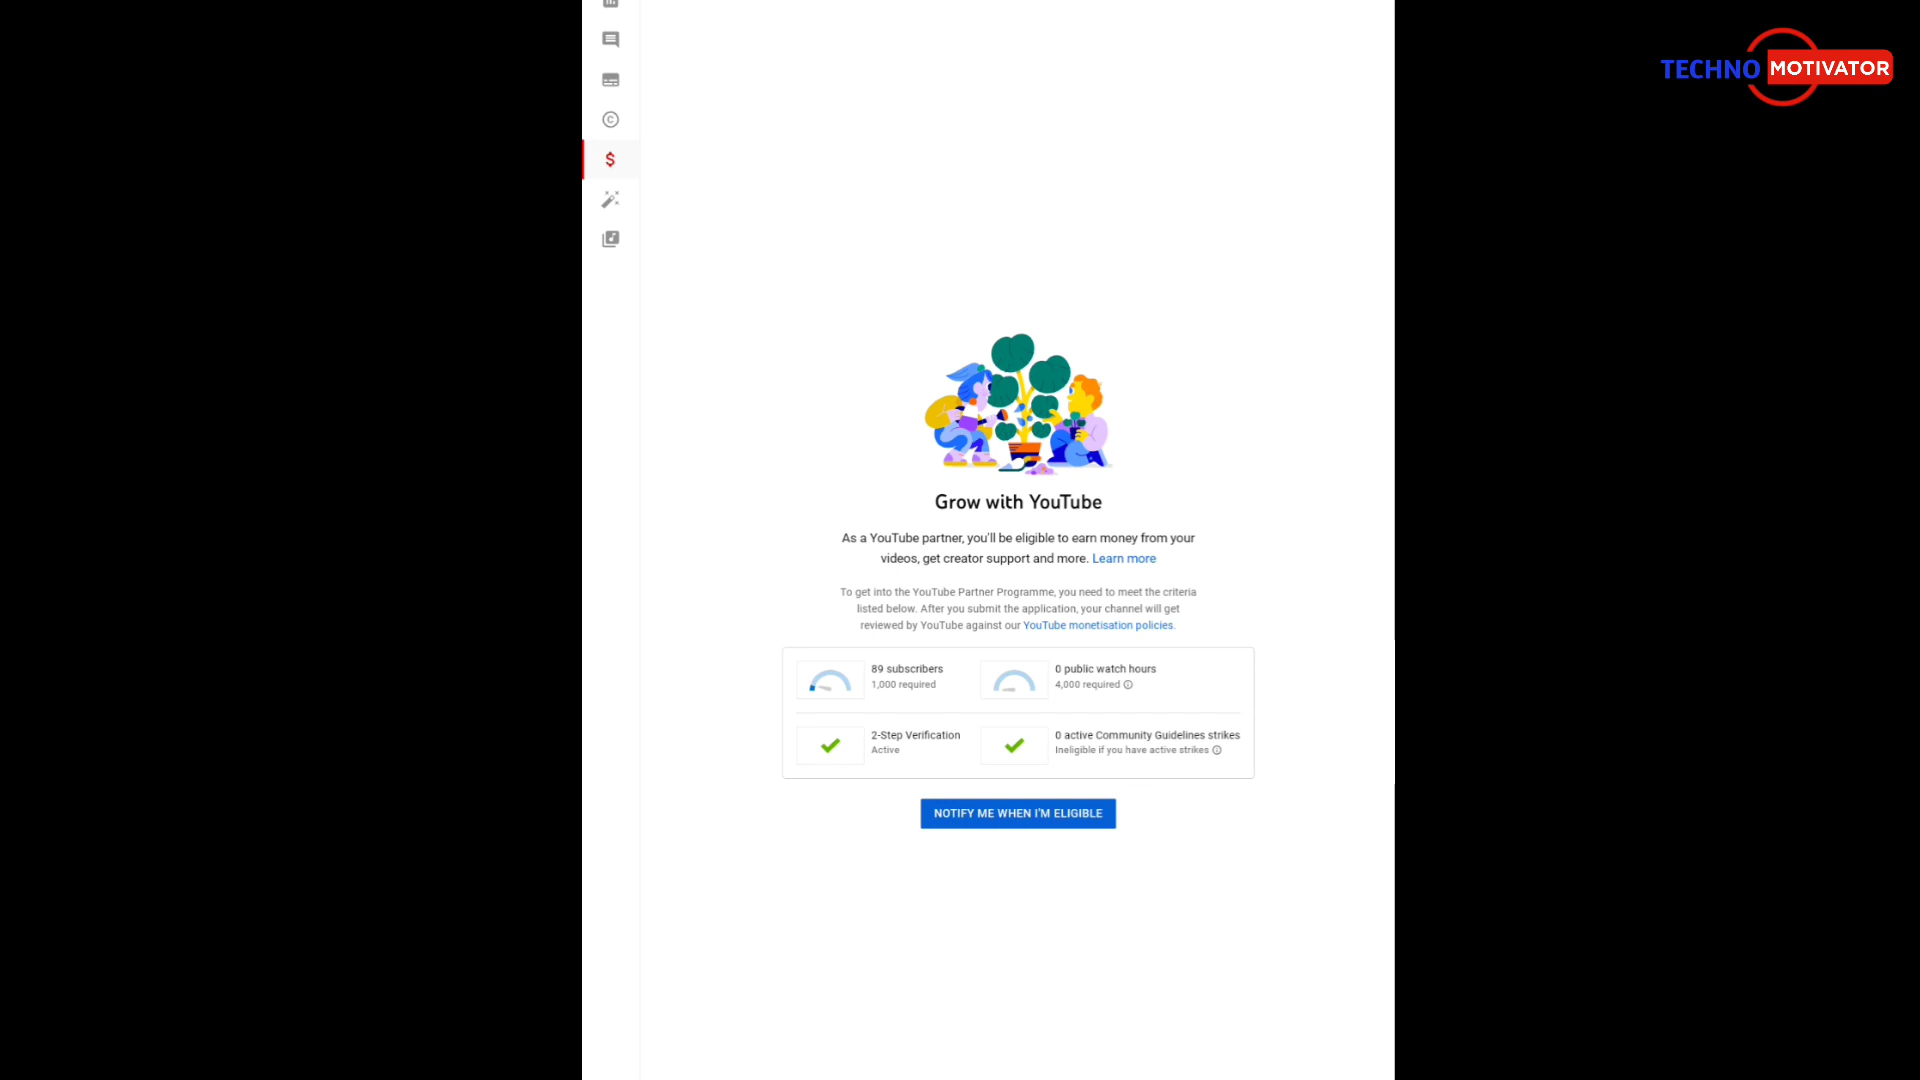 TECHNO MOTIVATOR
Grow with YouTube
As a YouTube partner, you'll be eligible to earn money from your
videos, get creator support and more. Learn more
To get into the YouTube Partner Programme, you need to meet the criteria
listed below. After you submit the application, your channel will get
reviewed by YouTube against our YouTube monetisation policies.
89 subscribers
1,000 required
0 public watch hours
4,000 required
2-Step Verification
Active
0 active Community Guidelines strikes
Ineligible if you have active strikes
NOTIFY ME WHEN I'M ELIGIBLE